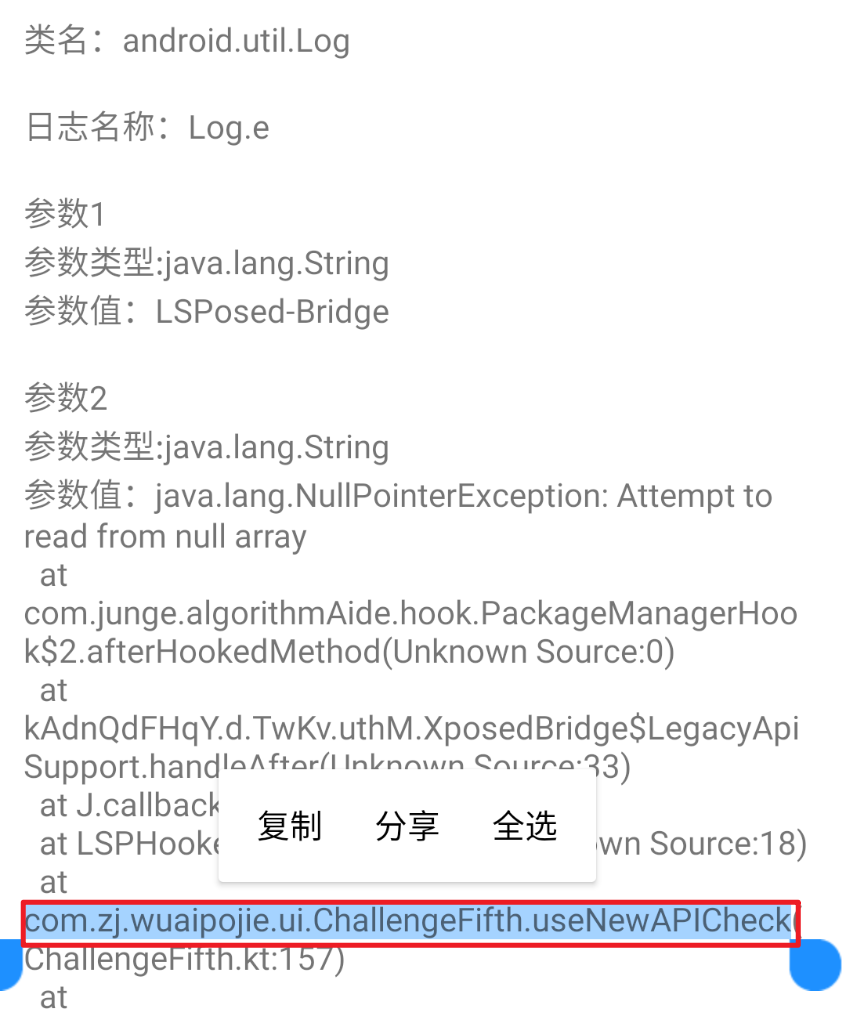 类名：android.util.Log
日志名称：Log.e
参数1
参数类型:java.lang.String
参数值：LSPosed-Bridge
参数2
参数类型:java.lang.String
参数值：java.lang.NullPointerException: Attempt to
read from null array
at
com.junge.algorithmAide.hook.PackageManagerHoo
k$2.afterHookedMethod(Unknown Source:0)
at
kAdnQdFHqY.d.TwKv.uthM.XposedBridge$LegacyApi
Support.handleAfter(Unknown Source:33)
at J.callback
at LSPHooke wn Source:18)
复制 分享 全选
at
com.zj.wuaipojie.ui.ChallengeFifth.useNewAPICheck(
ChallengeFifth.kt:157)
at